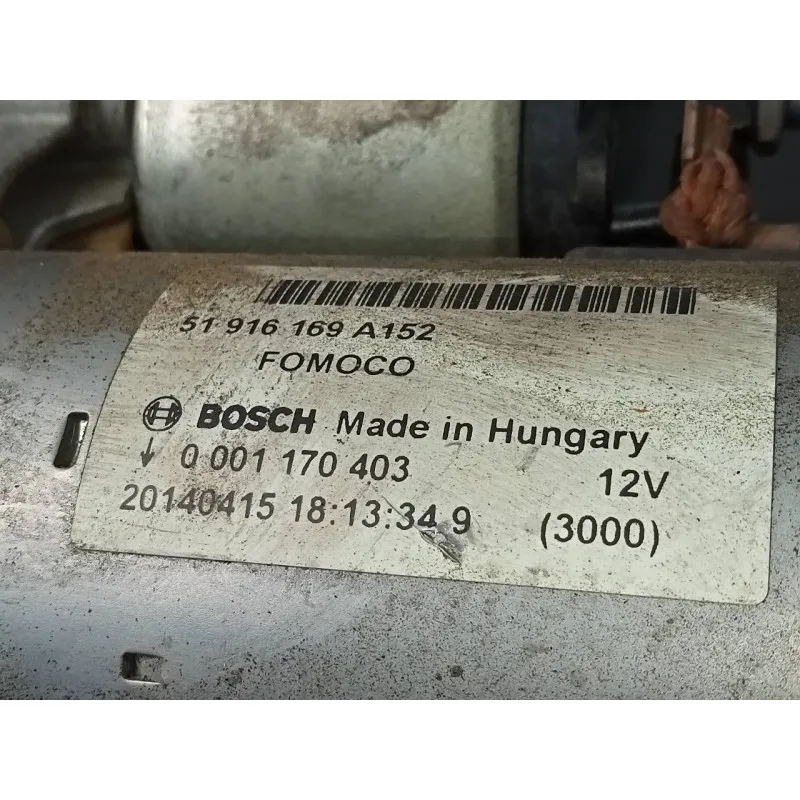 51 916 169 A152
FOMOCO
BOSCH Made in Hungary
↓ 0 001 170 403 12V
20140415 18:13:34 9 (3000)